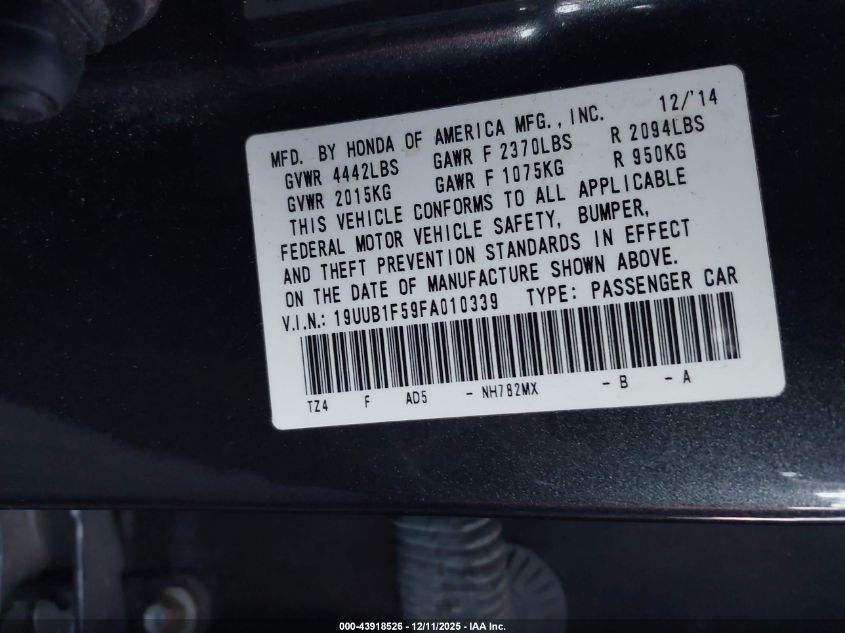 MFD. BY HONDA OF AMERICA MFG., INC. 12/'14
GVWR 4442LBS GAWR F 2370LBS R 2094LBS
GVWR 2015KG GAWR F 1075KG R 950KG
THIS VEHICLE CONFORMS TO ALL APPLICABLE
FEDERAL MOTOR VEHICLE SAFETY, BUMPER,
AND THEFT PREVENTION STANDARDS IN EFFECT
ON THE DATE OF MANUFACTURE SHOWN ABOVE.
V.I.N.: 19UUB1F59FA010339 TYPE: PASSENGER CAR
TZ4 F AD5 - NH782MX - B - A
000-43918526 - 12/11/2025 - IAA Inc.